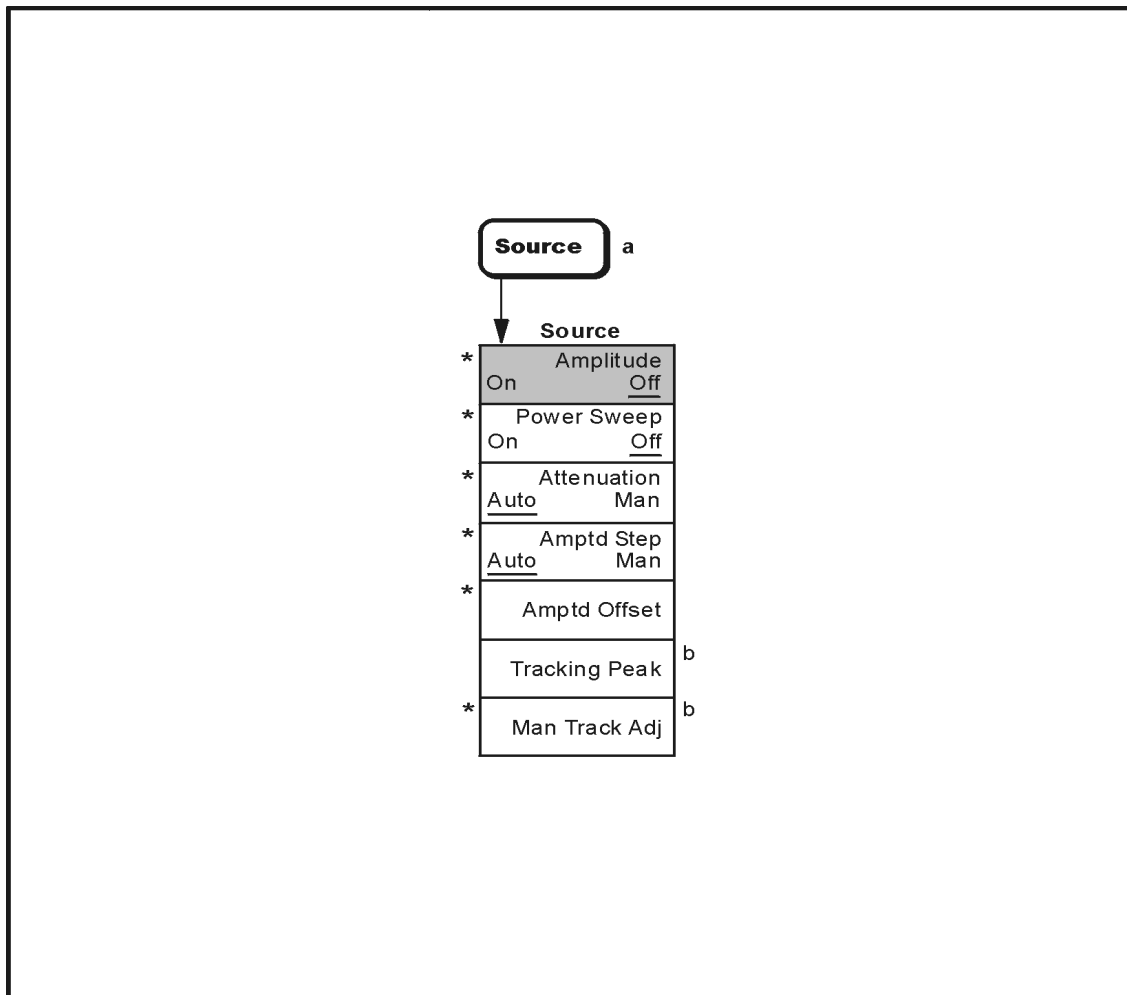 Source a
Source
* Amplitude
On Off
* Power Sweep
On Off
* Attenuation
Auto Man
* Amptd Step
Auto Man
*
Amptd Offset
b
Tracking Peak
* b
Man Track Adj